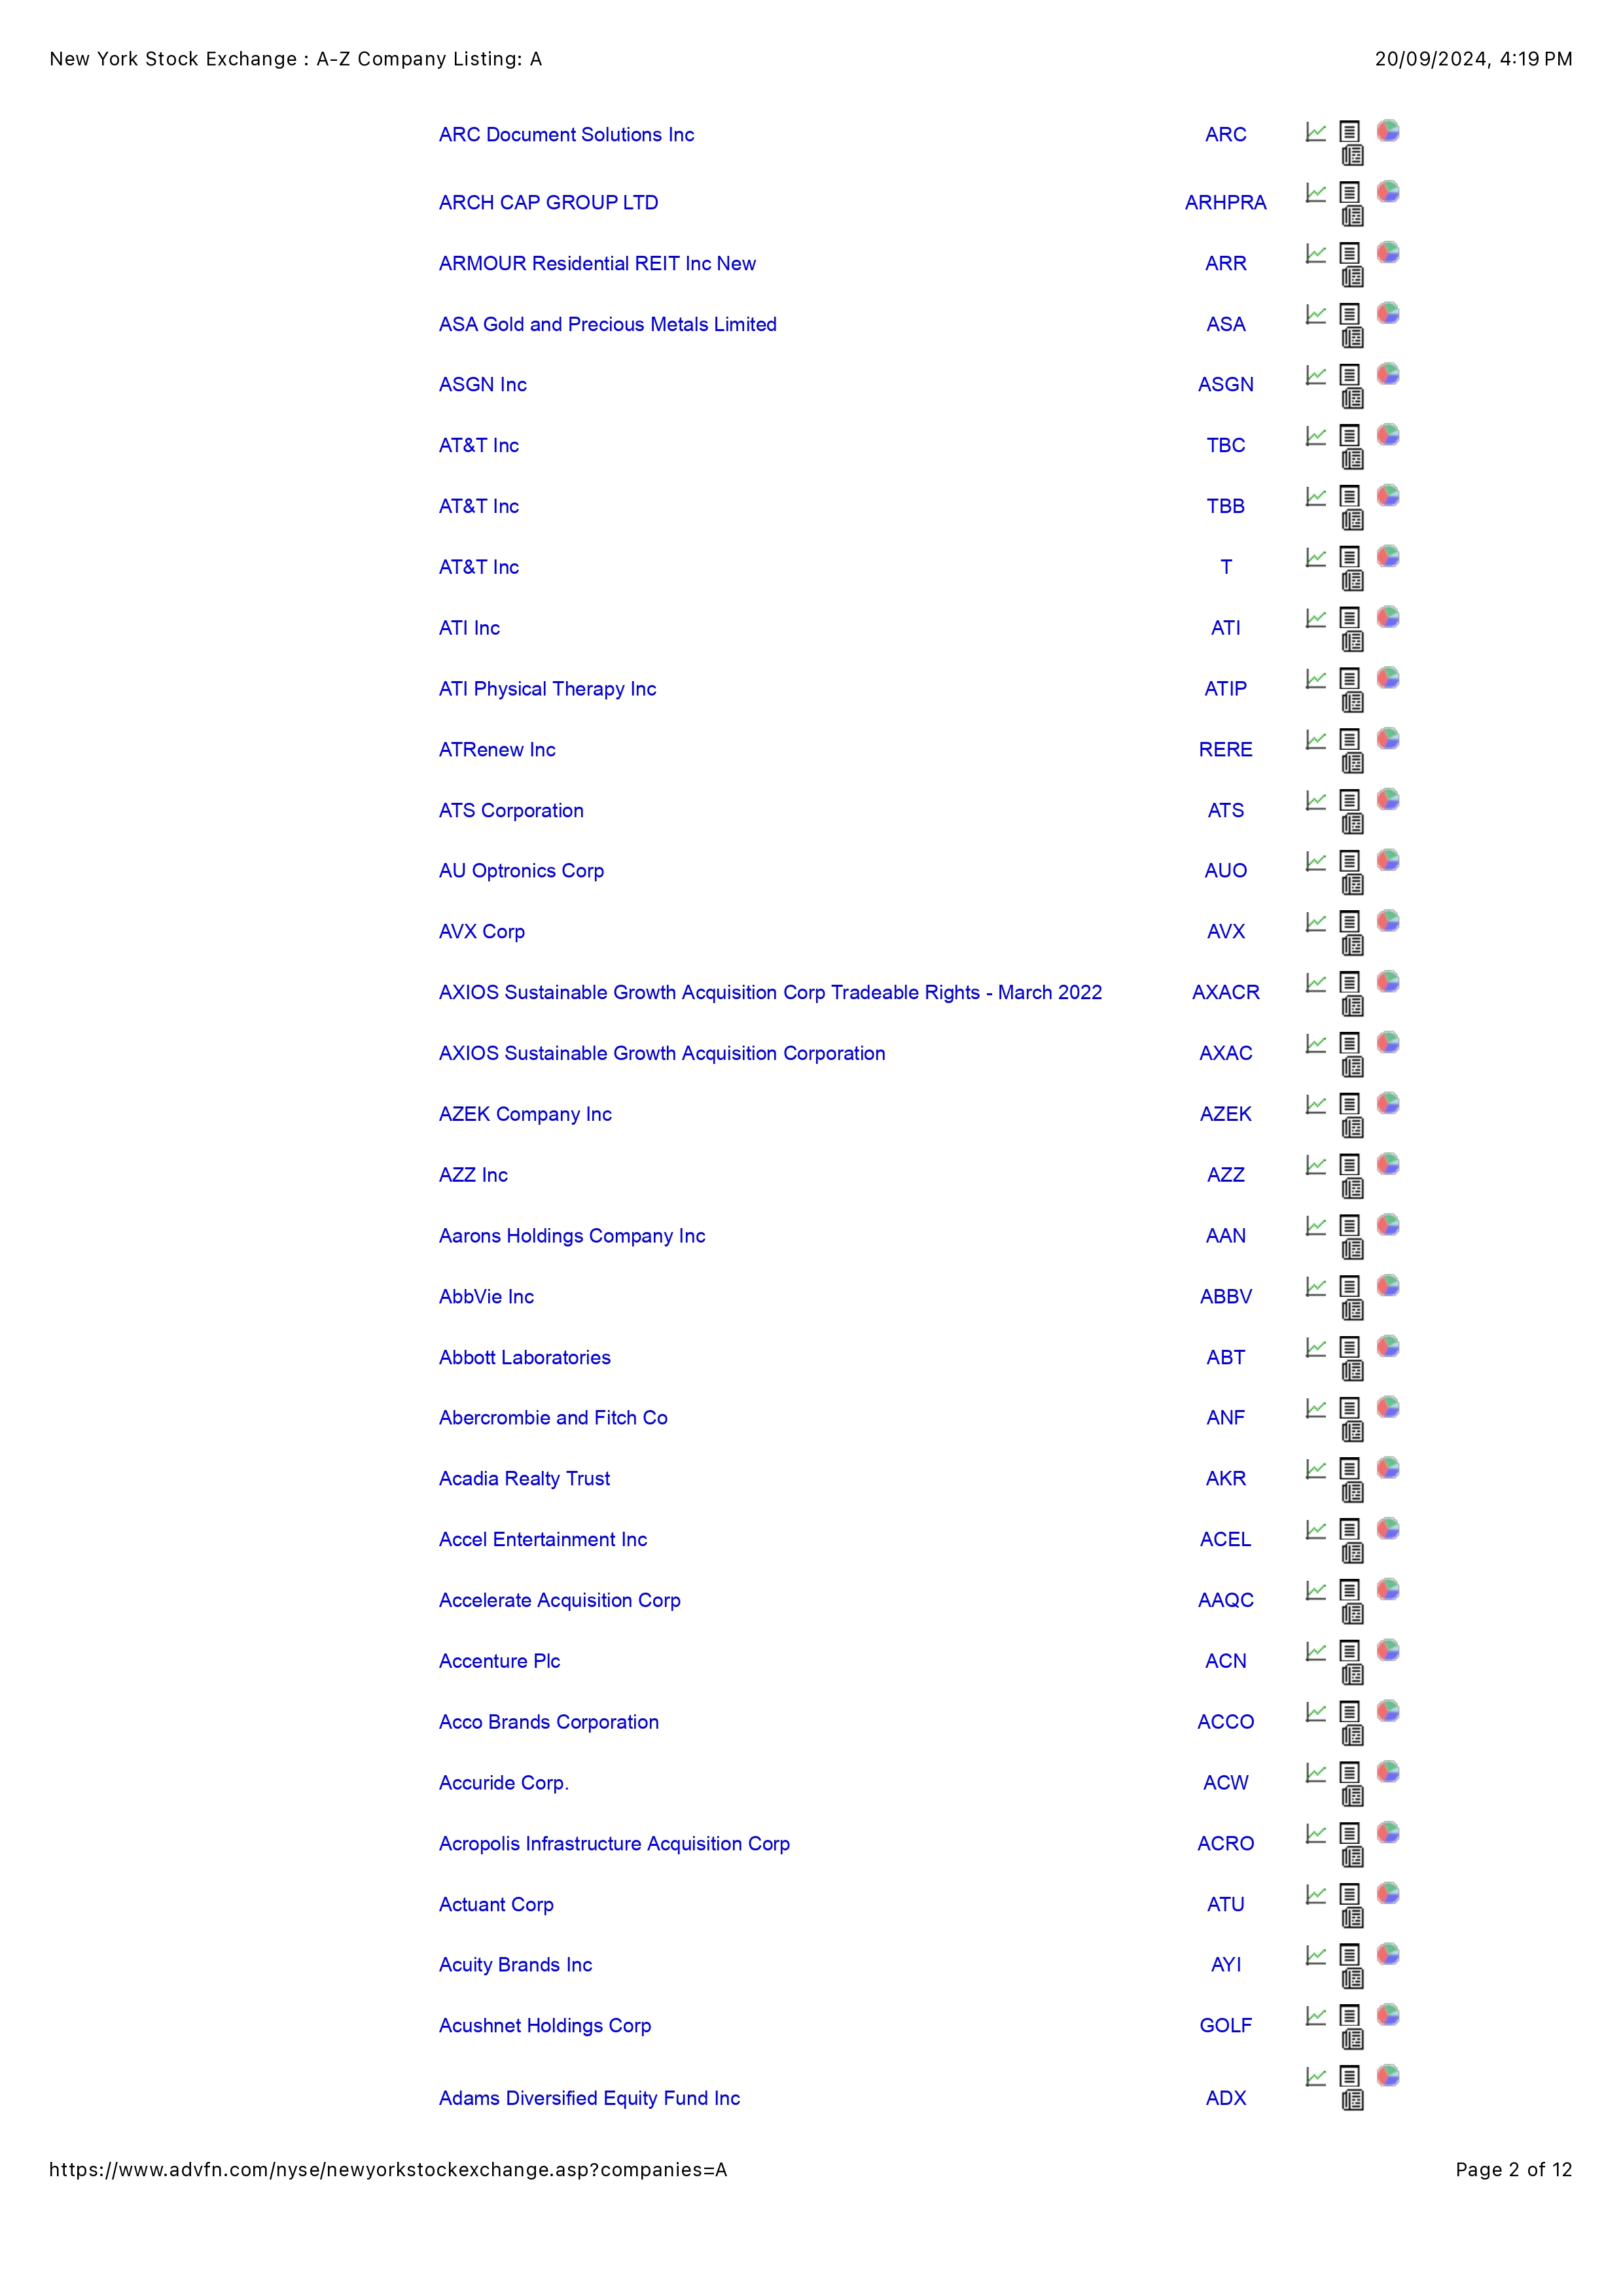 New York Stock Exchange : A-Z Company Listing: A 20/09/2024, 4:19 PM
ARC Document Solutions Inc ARC
ARCH CAP GROUP LTD ARHPRA
ARMOUR Residential REIT Inc New ARR
ASA Gold and Precious Metals Limited ASA
ASGN Inc ASGN
AT&T Inc TBC
AT&T Inc TBB
AT&T Inc T
ATI Inc ATI
ATI Physical Therapy Inc ATIP
ATRenew Inc RERE
ATS Corporation ATS
AU Optronics Corp AUO
AVX Corp AVX
AXIOS Sustainable Growth Acquisition Corp Tradeable Rights - March 2022 AXACR
AXIOS Sustainable Growth Acquisition Corporation AXAC
AZEK Company Inc AZEK
AZZ Inc AZZ
Aarons Holdings Company Inc AAN
AbbVie Inc ABBV
Abbott Laboratories ABT
Abercrombie and Fitch Co ANF
Acadia Realty Trust AKR
Accel Entertainment Inc ACEL
Accelerate Acquisition Corp AAQC
Accenture Plc ACN
Acco Brands Corporation ACCO
Accuride Corp. ACW
Acropolis Infrastructure Acquisition Corp ACRO
Actuant Corp ATU
Acuity Brands Inc AYI
Acushnet Holdings Corp GOLF
Adams Diversified Equity Fund Inc ADX
https://www.advfn.com/nyse/newyorkstockexchange.asp?companies=A Page 2 of 12